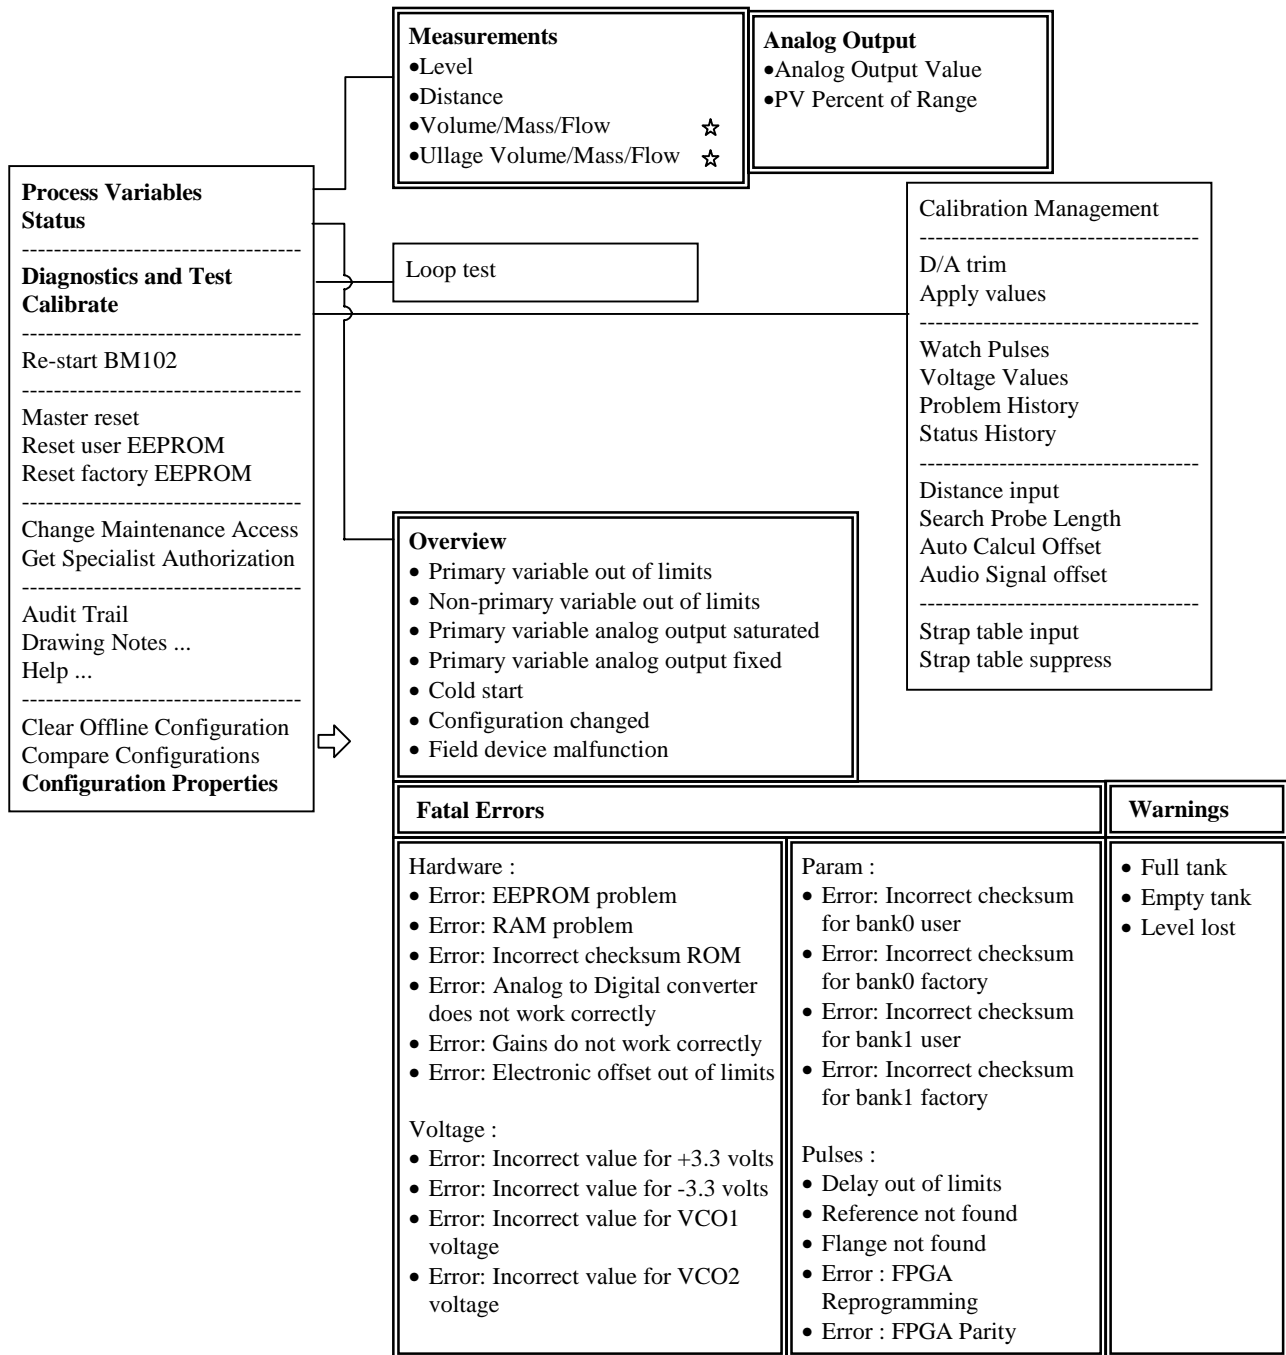 Measurements
•Level
•Distance
•Volume/Mass/Flow ☆
•Ullage Volume/Mass/Flow ☆
Analog Output
•Analog Output Value
•PV Percent of Range
Process Variables
Status
-----------------------------------
Diagnostics and Test
Calibrate
-----------------------------------
Re-start BM102
-----------------------------------
Master reset
Reset user EEPROM
Reset factory EEPROM
-----------------------------------
Change Maintenance Access
Get Specialist Authorization
-----------------------------------
Audit Trail
Drawing Notes ...
Help ...
-----------------------------------
Clear Offline Configuration
Compare Configurations
Configuration Properties
Loop test
Calibration Management
-----------------------------------
D/A trim
Apply values
-----------------------------------
Watch Pulses
Voltage Values
Problem History
Status History
-----------------------------------
Distance input
Search Probe Length
Auto Calcul Offset
Audio Signal offset
-----------------------------------
Strap table input
Strap table suppress
Overview
• Primary variable out of limits
• Non-primary variable out of limits
• Primary variable analog output saturated
• Primary variable analog output fixed
• Cold start
• Configuration changed
• Field device malfunction
Fatal Errors
Hardware :
• Error: EEPROM problem
• Error: RAM problem
• Error: Incorrect checksum ROM
• Error: Analog to Digital converter
does not work correctly
• Error: Gains do not work correctly
• Error: Electronic offset out of limits
Voltage :
• Error: Incorrect value for +3.3 volts
• Error: Incorrect value for -3.3 volts
• Error: Incorrect value for VCO1
voltage
• Error: Incorrect value for VCO2
voltage
Param :
• Error: Incorrect checksum
for bank0 user
• Error: Incorrect checksum
for bank0 factory
• Error: Incorrect checksum
for bank1 user
• Error: Incorrect checksum
for bank1 factory
Pulses :
• Delay out of limits
• Reference not found
• Flange not found
• Error : FPGA
Reprogramming
• Error : FPGA Parity
Warnings
• Full tank
• Empty tank
• Level lost